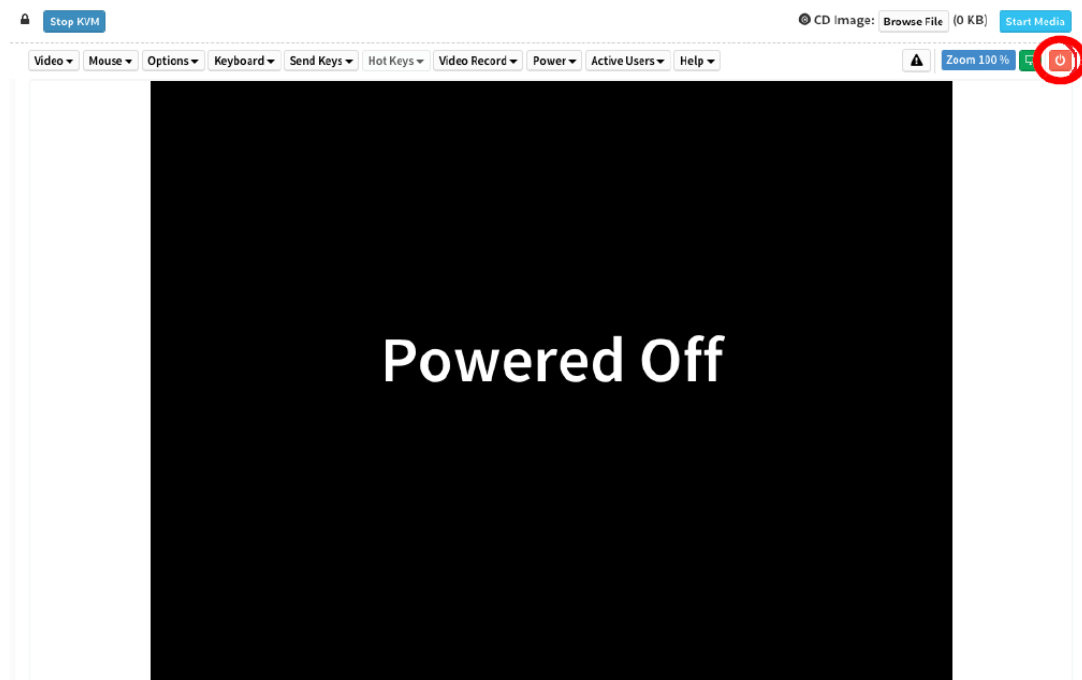 Stop KVM CD Image: Browse File (0 KB) Start Media
Video Mouse Options Keyboard Send Keys Hot Keys Video Record Power Active Users Help Zoom 100 %
Powered Off